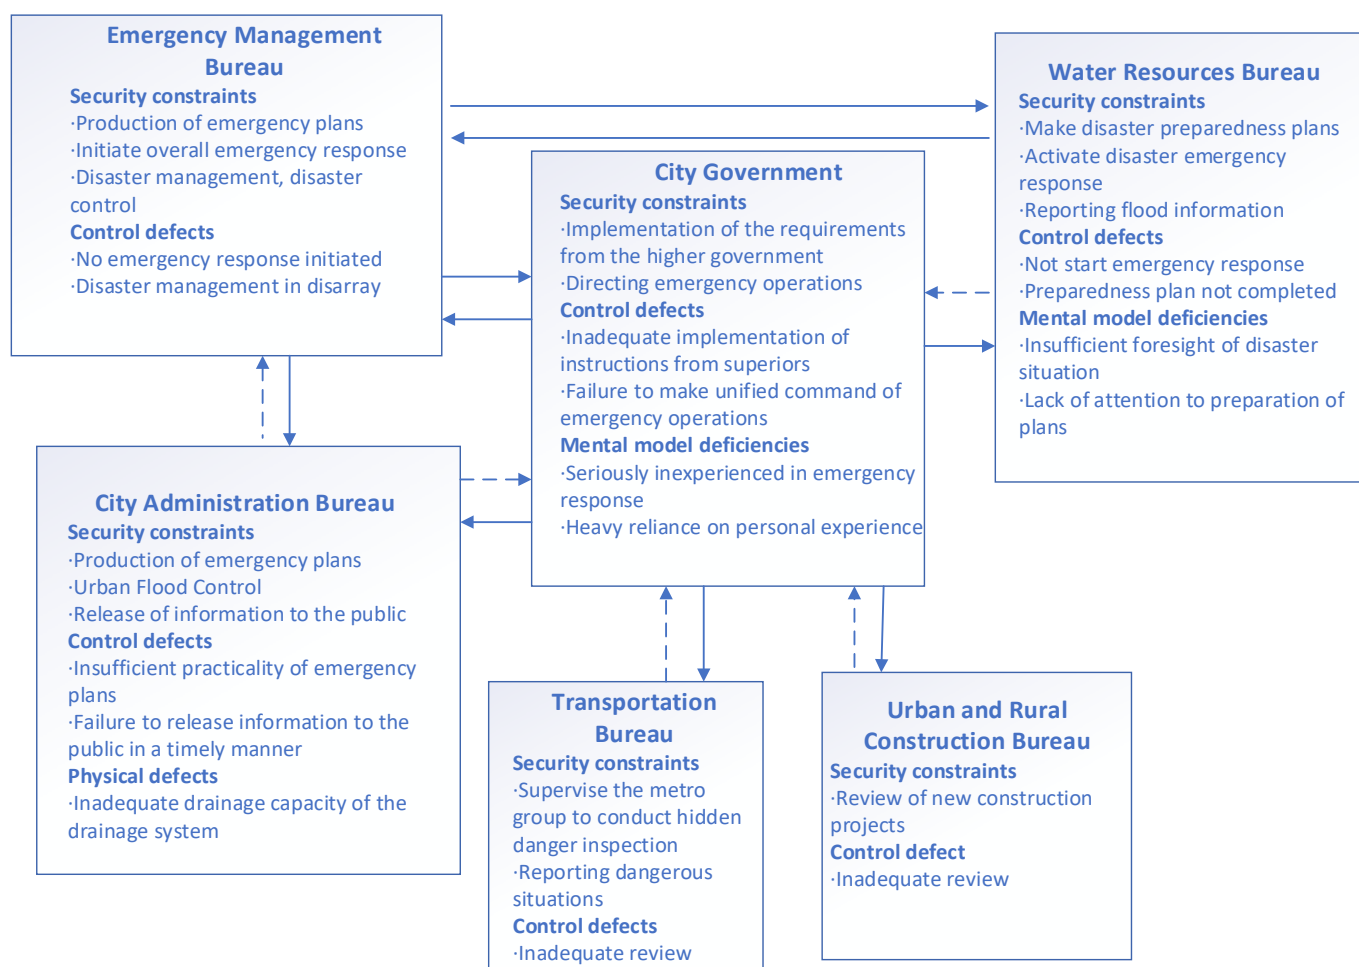 Emergency Management
Bureau
Security constraints
·Production of emergency plans
·Initiate overall emergency response
·Disaster management, disaster
control
Control defects
·No emergency response initiated
·Disaster management in disarray
Water Resources Bureau
Security constraints
·Make disaster preparedness plans
·Activate disaster emergency
response
·Reporting flood information
Control defects
·Not start emergency response
·Preparedness plan not completed
Mental model deficiencies
·Insufficient foresight of disaster
situation
·Lack of attention to preparation of
plans
City Government
Security constraints
·Implementation of the requirements
from the higher government
·Directing emergency operations
Control defects
·Inadequate implementation of
instructions from superiors
·Failure to make unified command of
emergency operations
Mental model deficiencies
·Seriously inexperienced in emergency
response
·Heavy reliance on personal experience
City Administration Bureau
Security constraints
·Production of emergency plans
·Urban Flood Control
·Release of information to the public
Control defects
·Insufficient practicality of emergency
plans
·Failure to release information to the
public in a timely manner
Physical defects
·Inadequate drainage capacity of the
drainage system
Transportation
Bureau
Security constraints
·Supervise the metro
group to conduct hidden
danger inspection
·Reporting dangerous
situations
Control defects
·Inadequate review
Urban and Rural
Construction Bureau
Security constraints
·Review of new construction
projects
Control defect
·Inadequate review